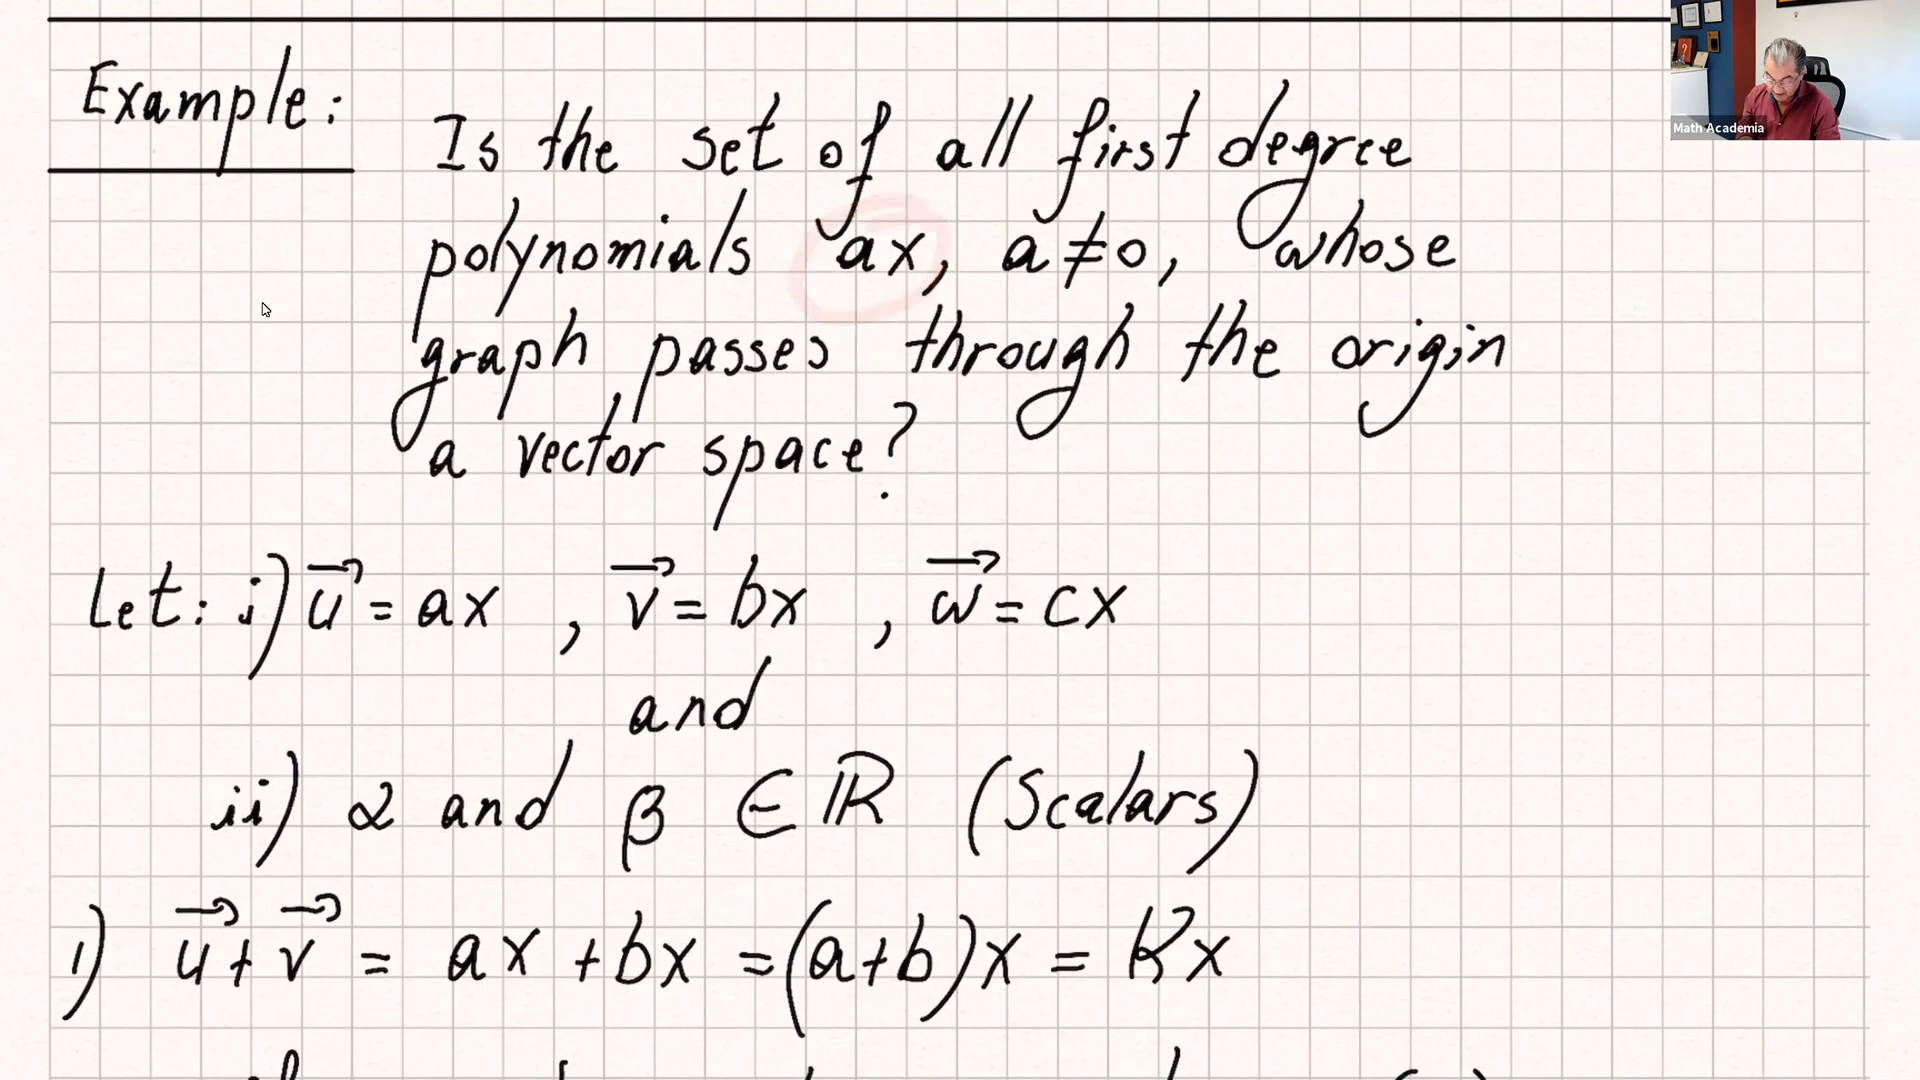 Example:
Is the set of all first degree
polynomials ax, a≠0, whose
graph passes through the origin
a vector space?
Let: i) u⃗ = ax , v⃗ = bx , w⃗ = cx
and
ii) α and β ∈ ℝ (Scalars)
1) u⃗ + v⃗ = ax + bx = (a+b)x = Kx
Math Academia